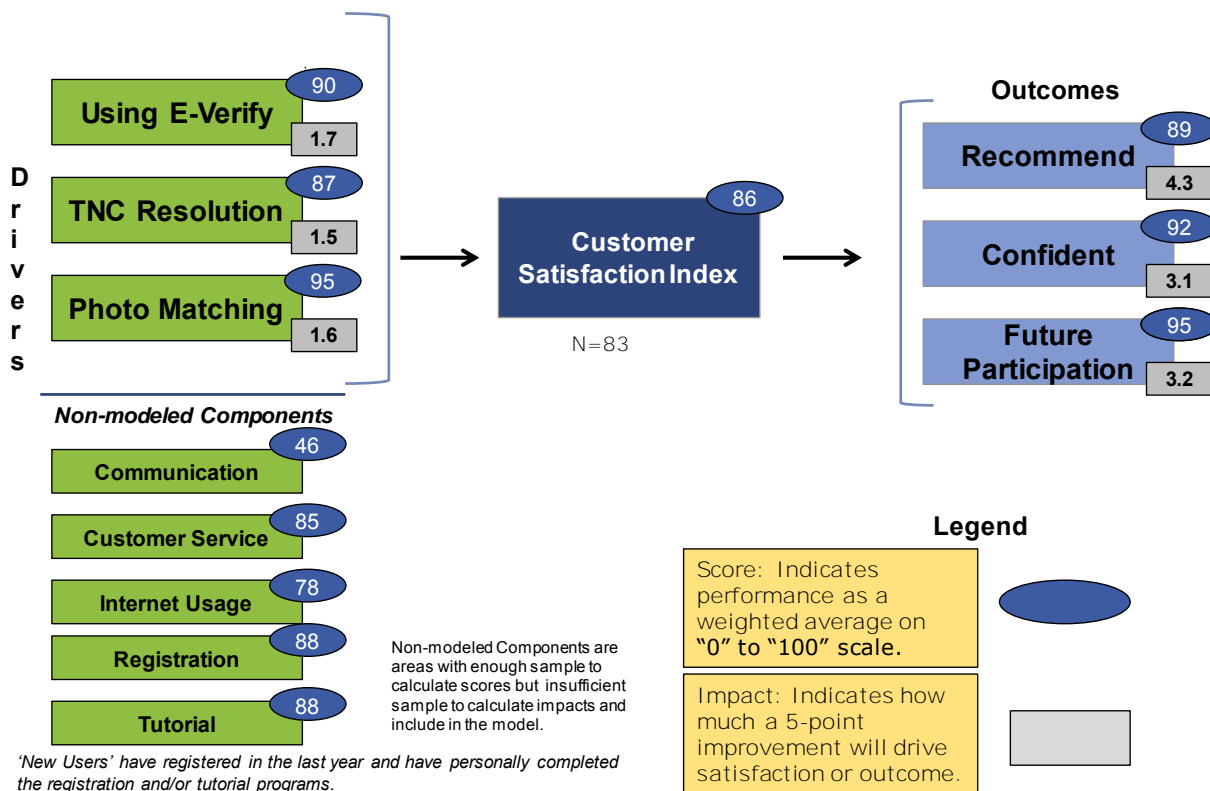 Drivers
90
Using E-Verify
1.7
87
TNC Resolution
1.5
95
Photo Matching
1.6
86
Customer
Satisfaction Index
N=83
Outcomes
89
Recommend
4.3
92
Confident
3.1
95
Future
Participation
3.2
Non-modeled Components
46
Communication
85
Customer Service
78
Internet Usage
88
Registration
88
Tutorial
Non-modeled Components are
areas with enough sample to
calculate scores but insufficient
sample to calculate impacts and
include in the model.
'New Users' have registered in the last year and have personally completed
the registration and/or tutorial programs.
Legend
Score: Indicates
performance as a
weighted average on
“0” to “100” scale.
Impact: Indicates how
much a 5-point
improvement will drive
satisfaction or outcome.